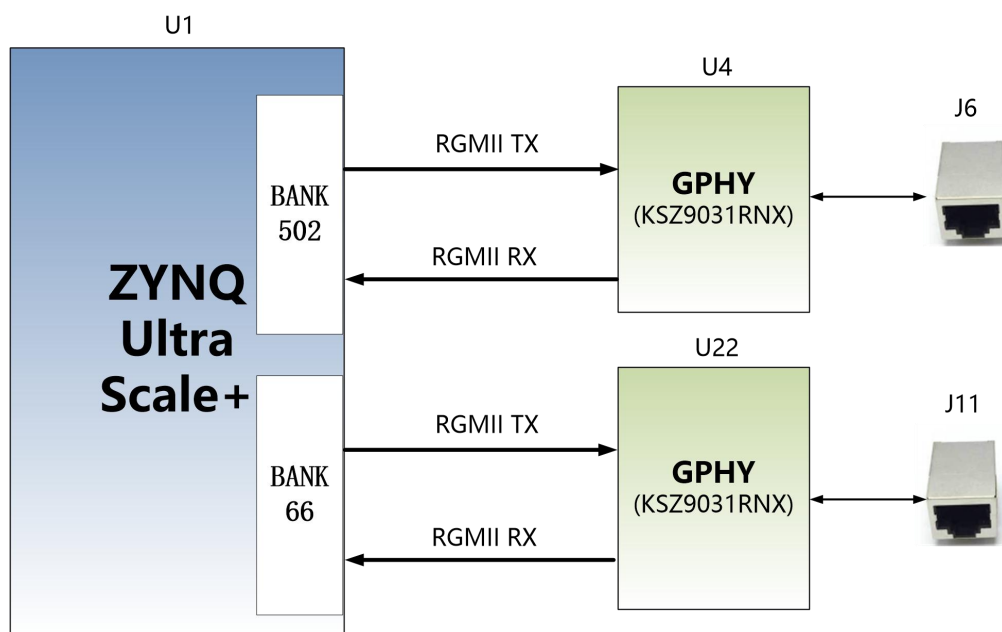 U1
ZYNQ
Ultra
Scale+
BANK
502
BANK
66
RGMII TX
RGMII RX
RGMII TX
RGMII RX
U4
GPHY
(KSZ9031RNX)
U22
GPHY
(KSZ9031RNX)
J6
J11